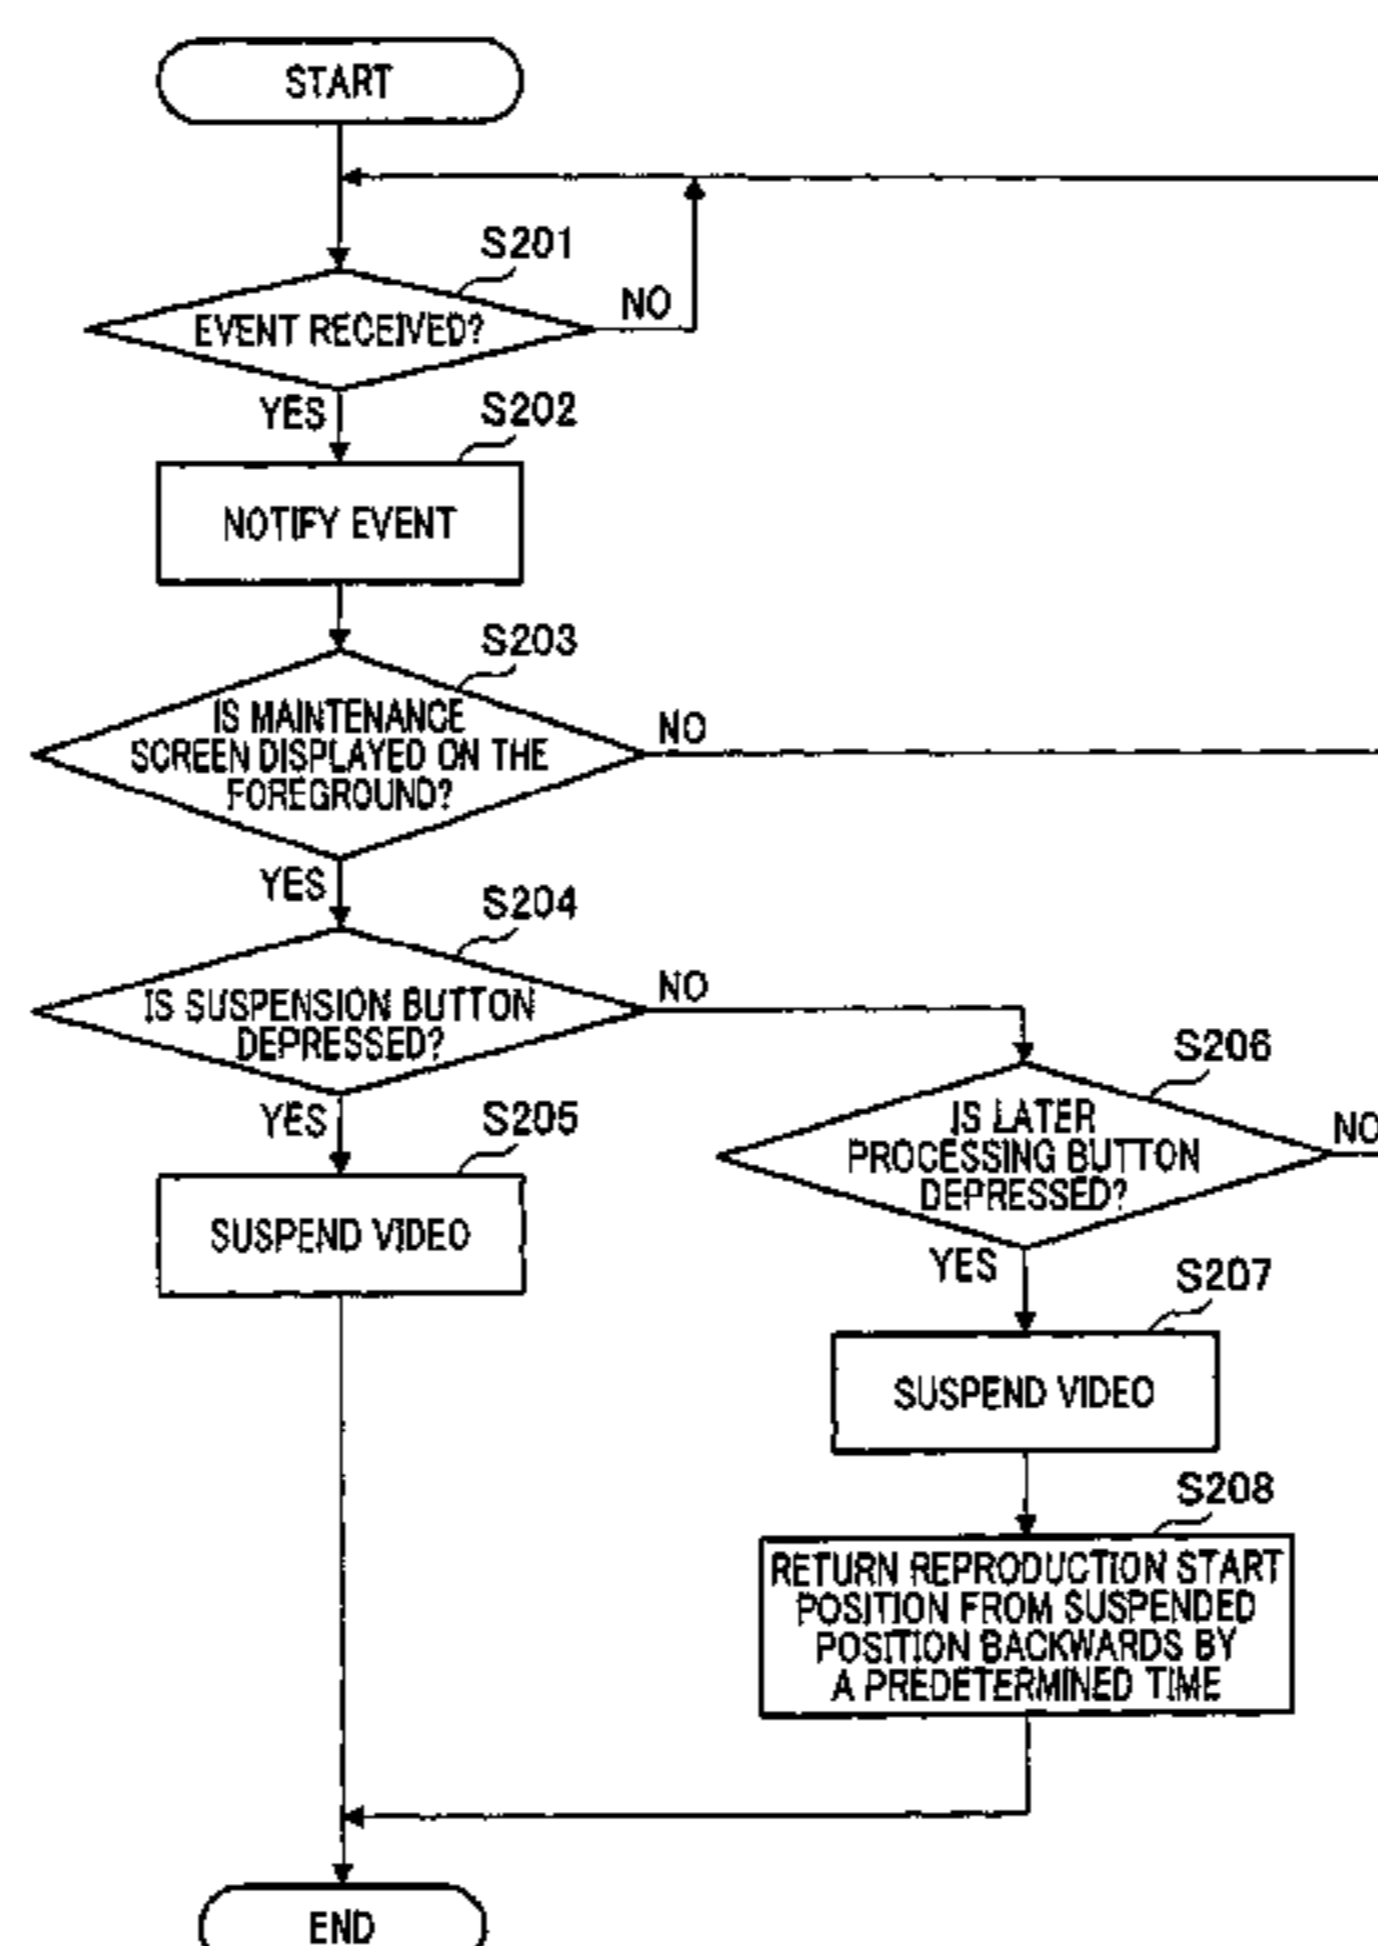 START
S201
EVENT RECEIVED?
NO
YES
S202
NOTIFY EVENT
S203
IS MAINTENANCE
SCREEN DISPLAYED ON THE
FOREGROUND?
NO
YES
S204
IS SUSPENSION BUTTON
DEPRESSED?
NO
YES
S205
SUSPEND VIDEO
S206
IS LATER
PROCESSING BUTTON
DEPRESSED?
NO
YES
S207
SUSPEND VIDEO
S208
RETURN REPRODUCTION START
POSITION FROM SUSPENDED
POSITION BACKWARDS BY
A PREDETERMINED TIME
END